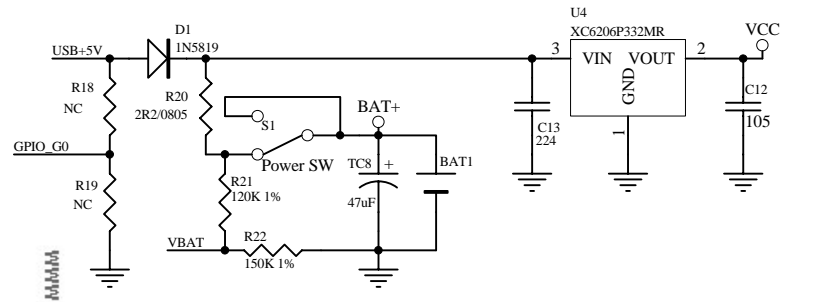 U4
XC6206P332MR
VCC
D1
1N5819
USB+5V
3
VIN VOUT
2
GND
1
R18
NC
R20
2R2/0805
C12
105
BAT+
S1
C13
224
GPIO_G0
Power SW
TC8
+
BAT1
R19
NC
R21
120K 1%
47uF
VBAT
R22
150K 1%